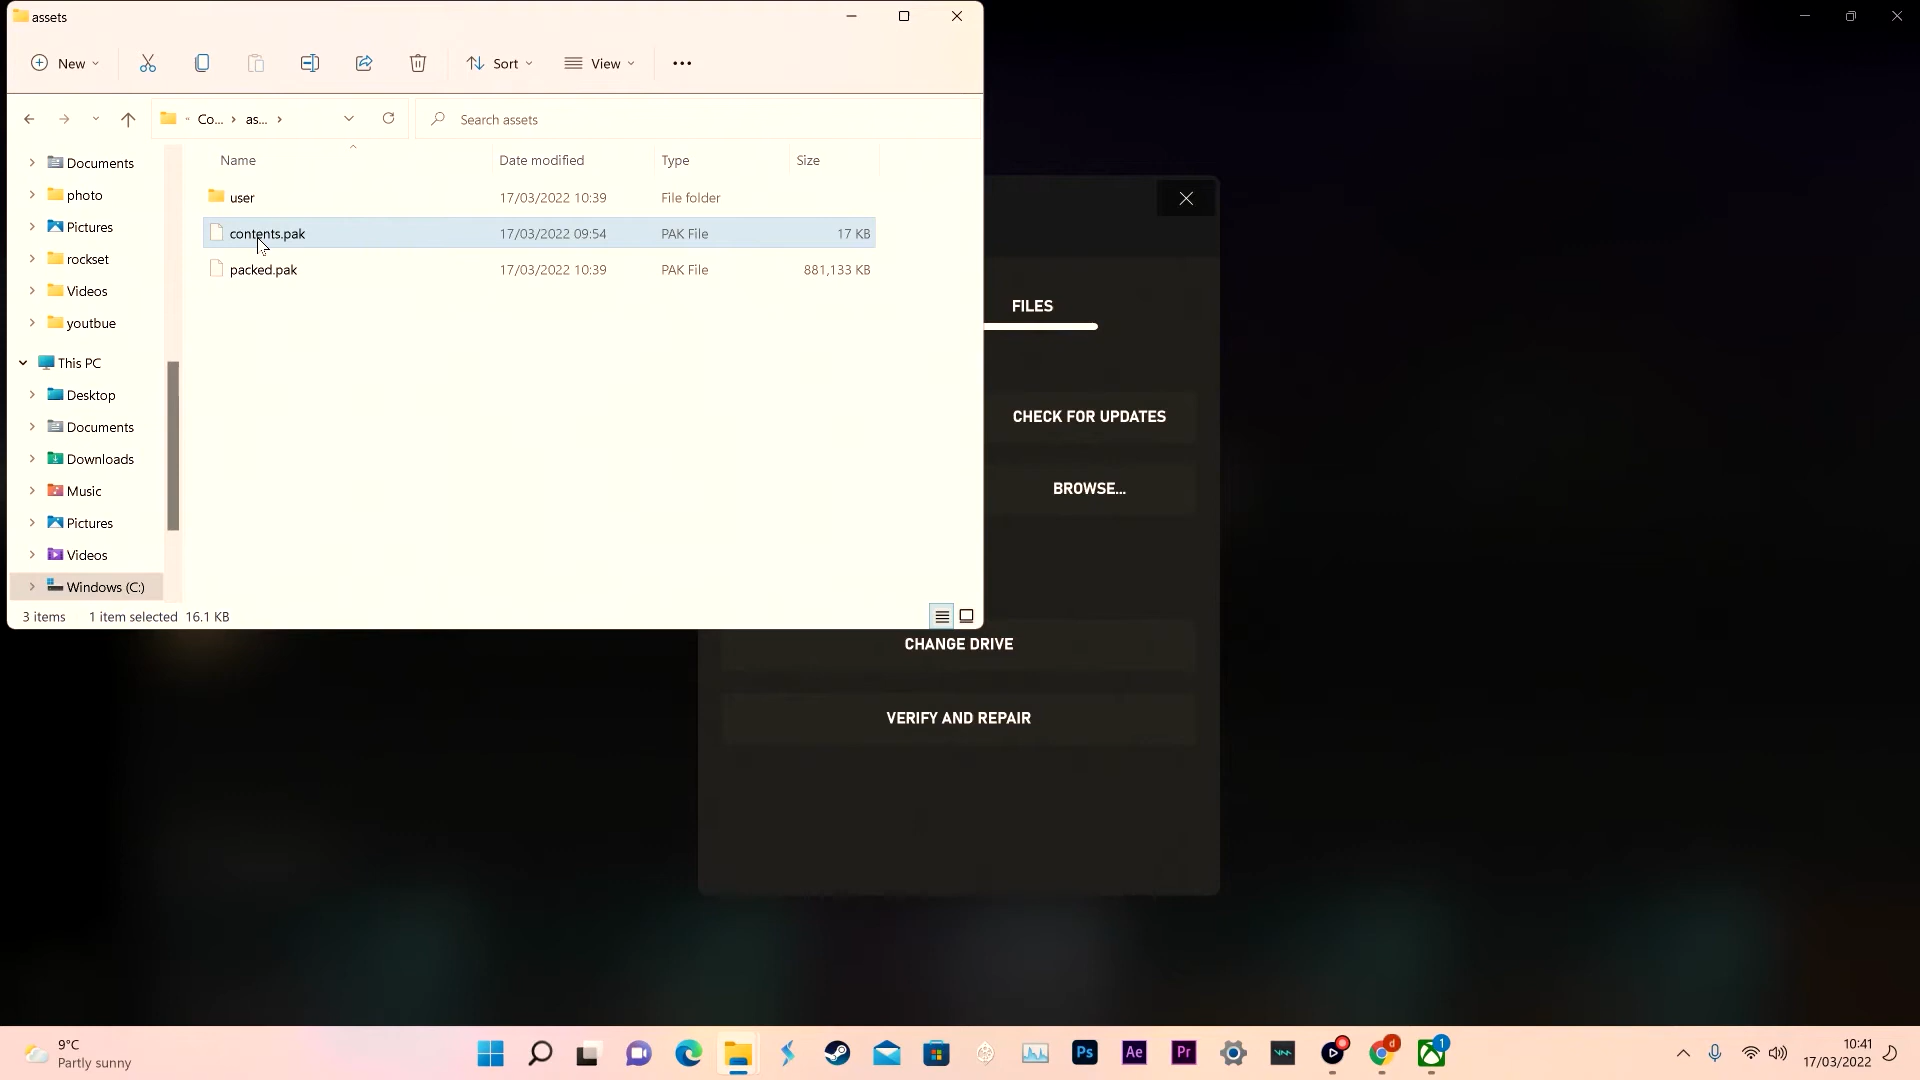 assets
New
Sort
View
Co...
as...
Search assets
Name
Date modified
Type
Size
user
17/03/2022 10:39
File folder
contents.pak
17/03/2022 09:54
PAK File
17 KB
packed.pak
17/03/2022 10:39
PAK File
881,133 KB
Documents
photo
Pictures
rockset
Videos
youtbue
This PC
Desktop
Documents
Downloads
Music
Pictures
Videos
Windows (C:)
3 items
1 item selected 16.1 KB
FILES
CHECK FOR UPDATES
BROWSE...
CHANGE DRIVE
VERIFY AND REPAIR
9°C
Partly sunny
Ps
Ae
Pr
d
1
10:41
17/03/2022